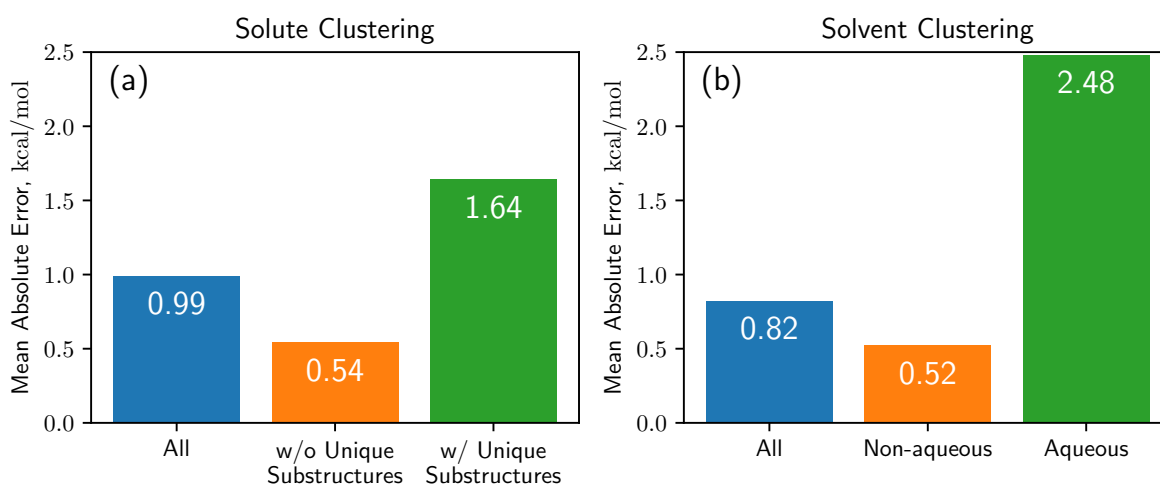 Solute Clustering
(a)
Mean Absolute Error, kcal/mol
2.5
2.0
1.5
1.0
0.5
0.0
0.99
0.54
1.64
All
w/o Unique
Substructures
w/ Unique
Substructures
Solvent Clustering
(b)
Mean Absolute Error, kcal/mol
2.5
2.0
1.5
1.0
0.5
0.0
0.82
0.52
2.48
All
Non-aqueous
Aqueous